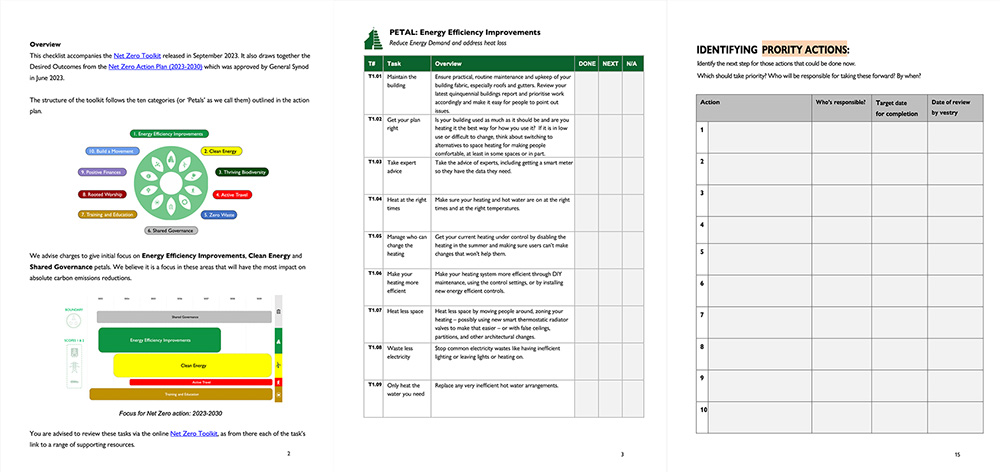 Overview
This checklist accompanies the Net Zero Toolkit released in September 2023. It also draws together the
Desired Outcomes from the Net Zero Action Plan (2023-2030) which was approved by General Synod
in June 2023.
The structure of the toolkit follows the ten categories (or 'Petals' as we call them) outlined in the action
plan.
1. Energy Efficiency Improvements
10. Build a Movement
2. Clean Energy
9. Positive Finances
3. Thriving Biodiversity
8. Rooted Worship
4. Active Travel
7. Training and Education
5. Zero Waste
6. Shared Governance
We advise charges to give initial focus on Energy Efficiency Improvements, Clean Energy and
Shared Governance petals. We believe it is a focus in these areas that will have the most impact on
absolute carbon emissions reductions.
BOUNDARY
Shared Governance
Energy Efficiency Improvements
Clean Energy
Active Travel
Training and Education
Focus for Net Zero action: 2023-2030
You are advised to review these tasks via the online Net Zero Toolkit, as from there each of the task's
link to a range of supporting resources.
2
PETAL: Energy Efficiency Improvements
Reduce Energy Demand and address heat loss
T# Task Overview DONE NEXT N/A
T1.01 Maintain the building
Ensure practical, routine maintenance and upkeep of your
building fabric, especially roofs and gutters. Review your
latest quinquennial buildings report and prioritise work
accordingly and make it easy for people to point out
issues.
T1.02 Get your plan right
Is your building used as much as it should be and are you
heating it the best way for how you use it? If it is in low
use or difficult to change, think about switching to
alternatives to space heating for making people
comfortable, at least in some spaces or in part.
T1.03 Take expert advice
Take the advice of experts, including getting a smart meter
so they have the data they need.
T1.04 Heat at the right times
Make sure your heating and hot water are on at the right
times and at the right temperatures.
T1.05 Manage who can change the heating
Get your current heating under control by disabling the
heating in the summer and making sure users can't make
changes that won't help them.
T1.06 Make your heating more efficient
Make your heating system more efficient through DIY
maintenance, using the control settings, or by installing
new energy efficient controls.
T1.07 Heat less space
Heat less space by moving people around, zoning your
heating – possibly using new smart thermostatic radiator
valves to make that easier – or with false ceilings,
partitions, and other architectural changes.
T1.08 Waste less electricity
Stop common electricity wastes like having inefficient
lighting or leaving lights or heating on.
T1.09 Only heat the water you need
Replace any very inefficient hot water arrangements.
3
IDENTIFYING PRORITY ACTIONS:
Identify the next step for those actions that could be done now.
Which should take priority? Who will be responsible for taking these forward? By when?
Action Who's responsible? Target date for completion Date of review by vestry
1
2
3
4
5
6
7
8
9
10
15